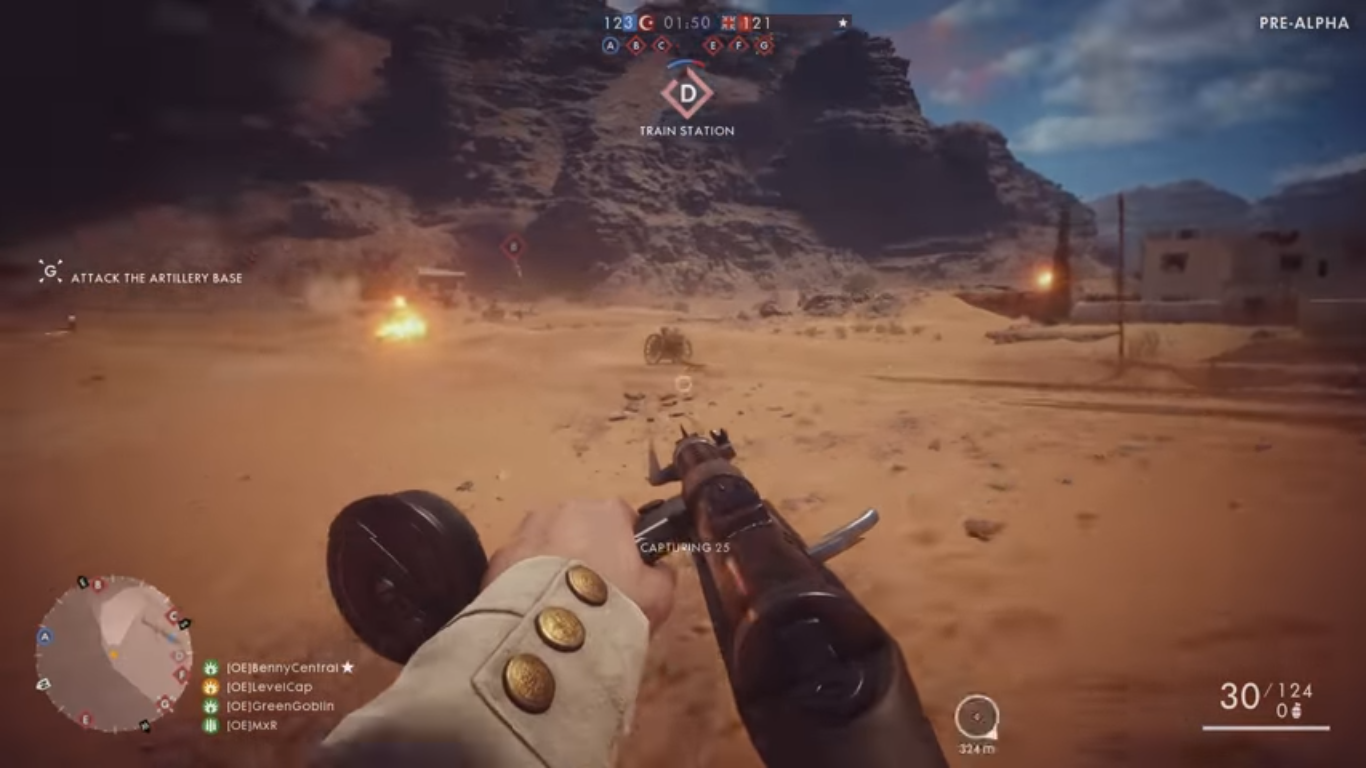 123 01:50 121
PRE-ALPHA
A B C E F G
D
TRAIN STATION
G ATTACK THE ARTILLERY BASE
CAPTURING 25
B
C
A
D
F
G
E
[OE]BennyCentral
[OE]LevelCap
[OE]GreenGoblin
[OE]MxR
30/124
0
324m